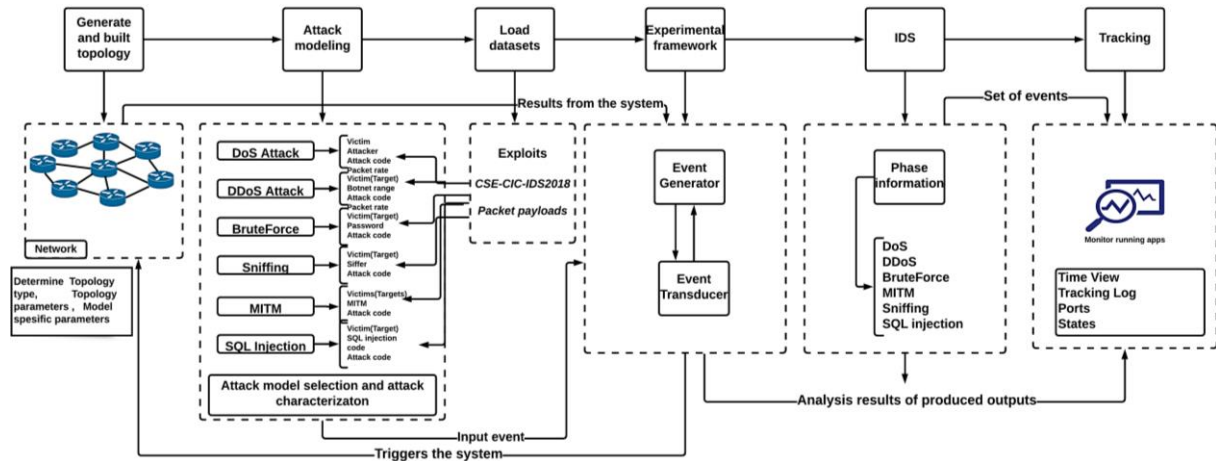 Generate
and built
topology
Attack
modeling
Load
datasets
Experimental
framework
IDS
Tracking
Results from the system
Set of events
Network
Determine Topology
type, Topology
parameters , Model
spesific parameters
DoS Attack
Victim
Attacker
Attack code
Packet rate
DDoS Attack
Victim(Target)
Botnet range
Attack code
Packet rate
BruteForce
Victim(Target)
Password
Attack code
Sniffing
Victim(Target)
Siffer
Attack code
MITM
Victims(Targets)
MITM
Attack code
SQL Injection
Victim(Target)
SQL injection
code
Attack code
Attack model selection and attack
characterizaton
Exploits
CSE-CIC-IDS2018
Packet payloads
Event
Generator
Event
Transducer
Phase
information
DoS
DDoS
BruteForce
MITM
Sniffing
SQL injection
Monitor running apps
Time View
Tracking Log
Ports
States
Analysis results of produced outputs
Input event
Triggers the system